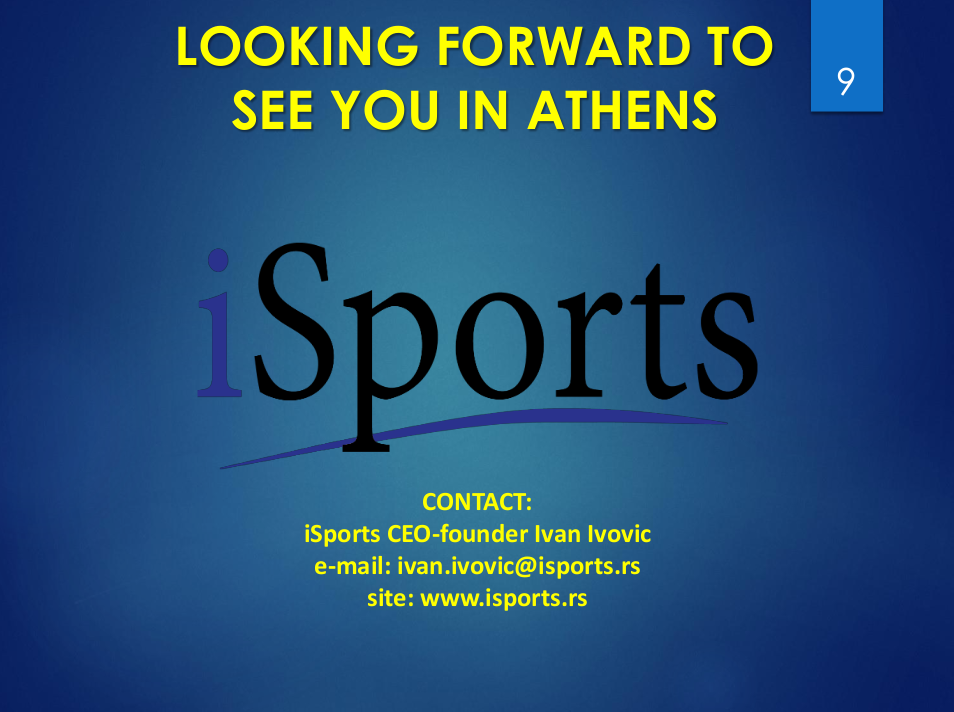 LOOKING FORWARD TO
SEE YOU IN ATHENS
9
iSports
CONTACT:
iSports CEO-founder Ivan Ivovic
e-mail: ivan.ivovic@isports.rs
site: www.isports.rs